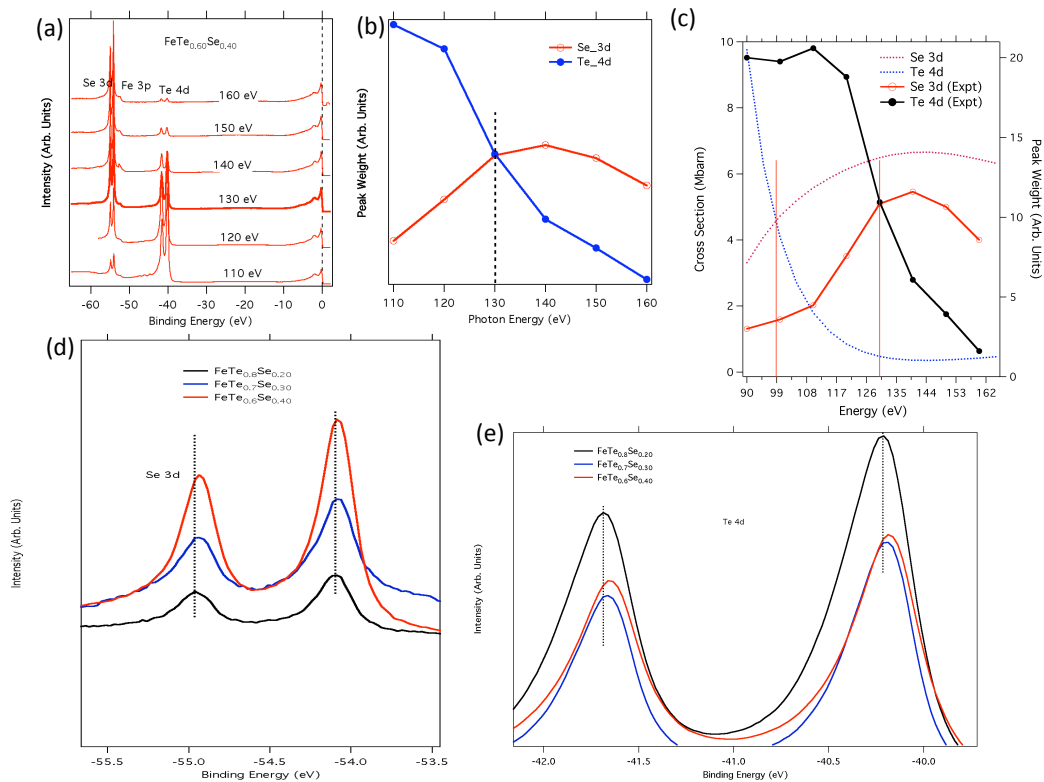 (a)
FeTe0.60Se0.40
Se 3d
Fe 3p
Te 4d
160 eV
150 eV
140 eV
130 eV
120 eV
110 eV
Intensity (Arb. Units)
-60 -50 -40 -30 -20 -10 0
Binding Energy (eV)
(b)
Se_3d
Te_4d
Peak Weight (Arb. Units)
110 120 130 140 150 160
Photon Energy (eV)
(c)
Se 3d
Te 4d
Se 3d (Expt)
Te 4d (Expt)
10
8
6
4
2
0
Cross Section (Mbarn)
20
15
10
5
0
Peak Weight (Arb. Units)
90 99 108 117 126 135 144 153 162
Energy (eV)
(d)
FeTe0.8Se0.20
FeTe0.7Se0.30
FeTe0.6Se0.40
Se 3d
Intensity (Arb. Units)
-55.5 -55.0 -54.5 -54.0 -53.5
Binding Energy (eV)
(e)
FeTe0.8Se0.20
FeTe0.7Se0.30
FeTe0.6Se0.40
Te 4d
Intensity (Arb. Units)
-42.0 -41.5 -41.0 -40.5 -40.0
Binding Energy (eV)